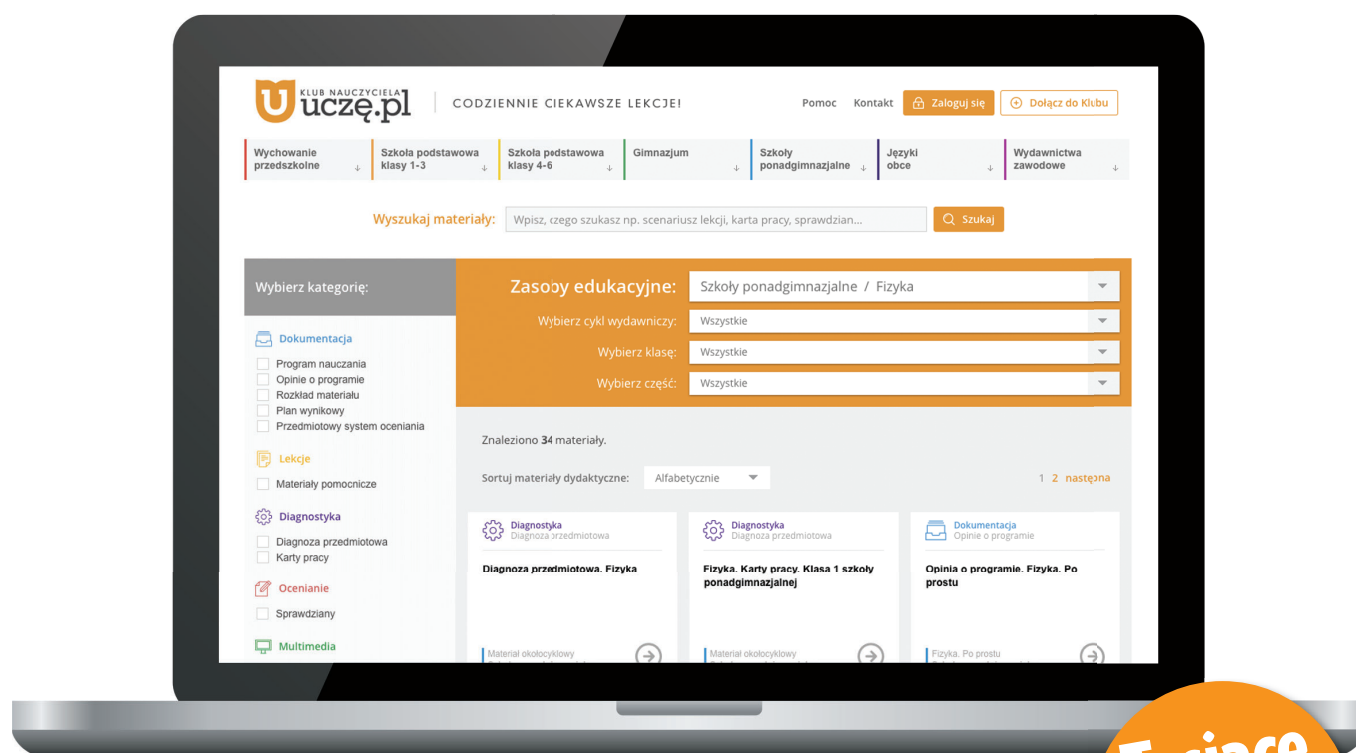 KLUB NAUCZYCIELA
uczę.pl
CODZIENNIE CIEKAWSZE LEKCJE!
Pomoc Kontakt Zaloguj się Dołącz do Klubu
Wychowanie przedszkolne
Szkoła podstawowa klasy 1-3
Szkoła podstawowa klasy 4-6
Gimnazjum
Szkoły ponadgimnazjalne
Języki obce
Wydawnictwa zawodowe
Wyszukaj materiały: Wpisz, czego szukasz np. scenariusz lekcji, karta pracy, sprawdzian... Szukaj
Wybierz kategorię:
Dokumentacja
Program nauczania
Opinie o programie
Rozkład materiału
Plan wynikowy
Przedmiotowy system oceniania
Lekcje
Materiały pomocnicze
Diagnostyka
Diagnoza przedmiotowa
Karty pracy
Ocenianie
Sprawdziany
Multimedia
Zasoby edukacyjne: Szkoły ponadgimnazjalne / Fizyka
Wybierz cykl wydawniczy: Wszystkie
Wybierz klasę: Wszystkie
Wybierz część: Wszystkie
Znaleziono 34 materiały.
Sortuj materiały dydaktyczne: Alfabetycznie
1 2 następna
Diagnostyka
Diagnoza przedmiotowa
Diagnoza przedmiotowa. Fizyka
Materiał okołocyklowy
Diagnostyka
Diagnoza przedmiotowa
Fizyka. Karty pracy. Klasa 1 szkoły
ponadgimnazjalnej
Materiał okołocyklowy
Dokumentacja
Opinie o programie
Opinia o programie. Fizyka. Po
prostu
Fizyka. Po prostu